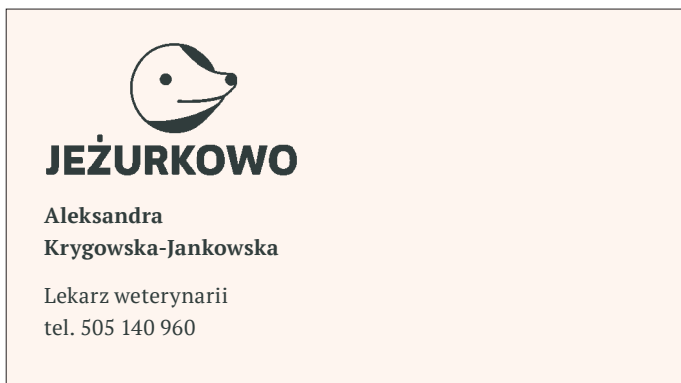 JEŻURKOWO
Aleksandra
Krygowska-Jankowska
Lekarz weterynarii
tel. 505 140 960